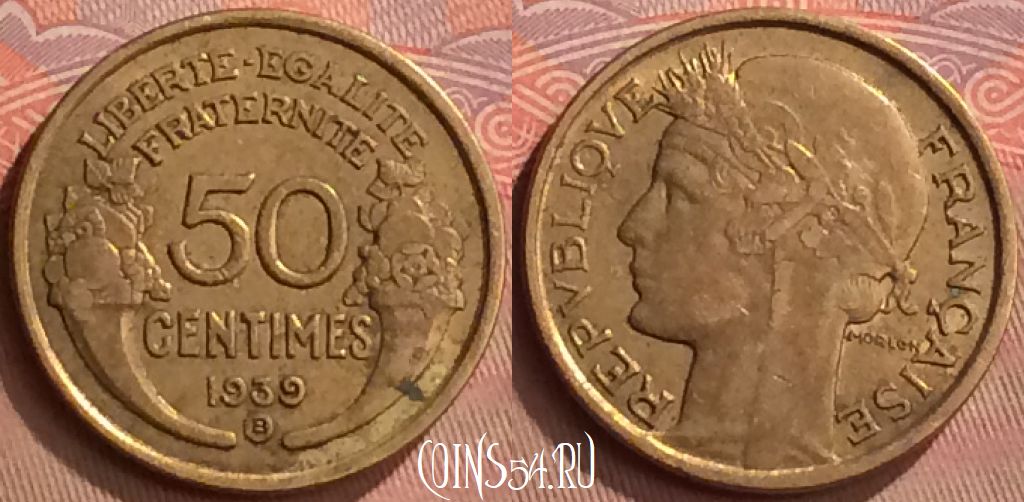 LIBERTE-EGALITE
FRATERNITE
50
CENTIMES
1939
B
REPVBLIQVE
FRANÇAISE
MORLON
COINS54.RU